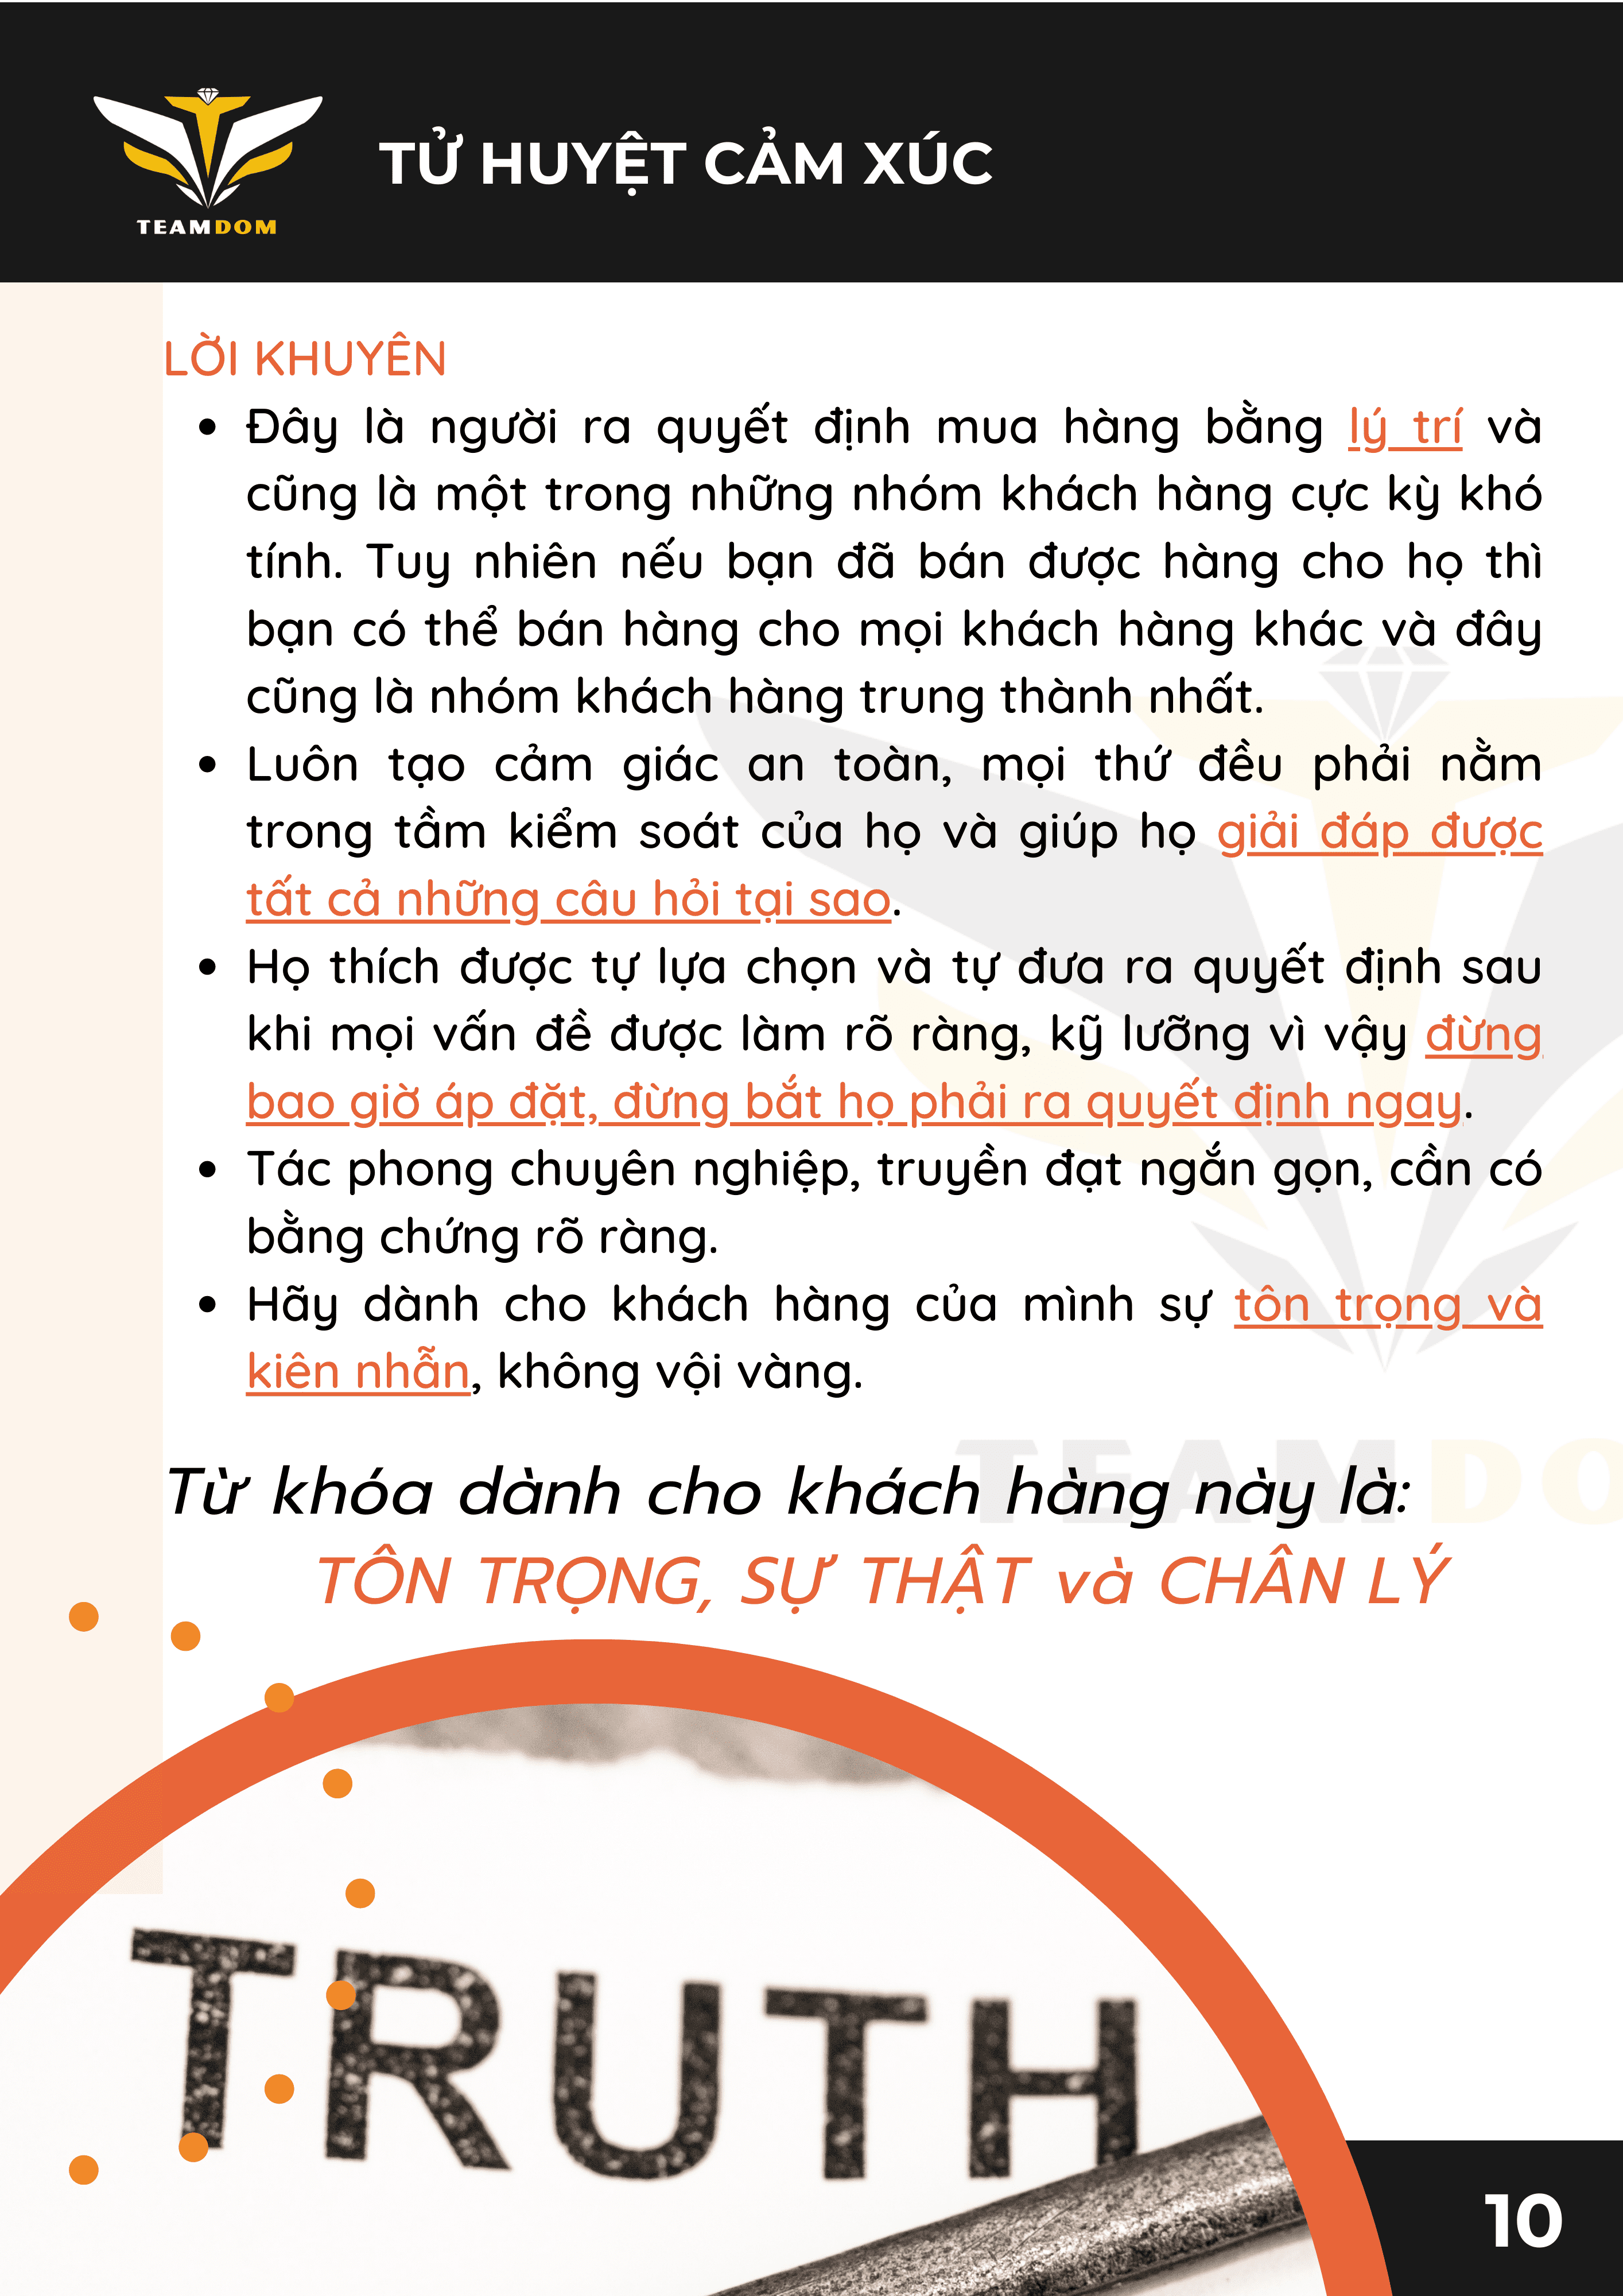 TEAMDOM
TỬ HUYỆT CẢM XÚC
LỜI KHUYÊN
• Đây là người ra quyết định mua hàng bằng lý trí và
cũng là một trong những nhóm khách hàng cực kỳ khó
tính. Tuy nhiên nếu bạn đã bán được hàng cho họ thì
bạn có thể bán hàng cho mọi khách hàng khác và đây
cũng là nhóm khách hàng trung thành nhất.
• Luôn tạo cảm giác an toàn, mọi thứ đều phải nằm
trong tầm kiểm soát của họ và giúp họ giải đáp được
tất cả những câu hỏi tại sao.
• Họ thích được tự lựa chọn và tự đưa ra quyết định sau
khi mọi vấn đề được làm rõ ràng, kỹ lưỡng vì vậy đừng
bao giờ áp đặt, đừng bắt họ phải ra quyết định ngay.
• Tác phong chuyên nghiệp, truyền đạt ngắn gọn, cần có
bằng chứng rõ ràng.
• Hãy dành cho khách hàng của mình sự tôn trọng và
kiên nhẫn, không vội vàng.
TEAMDO
Từ khóa dành cho khách hàng này là:
TÔN TRỌNG, SỰ THẬT và CHÂN LÝ
TRUTH
10